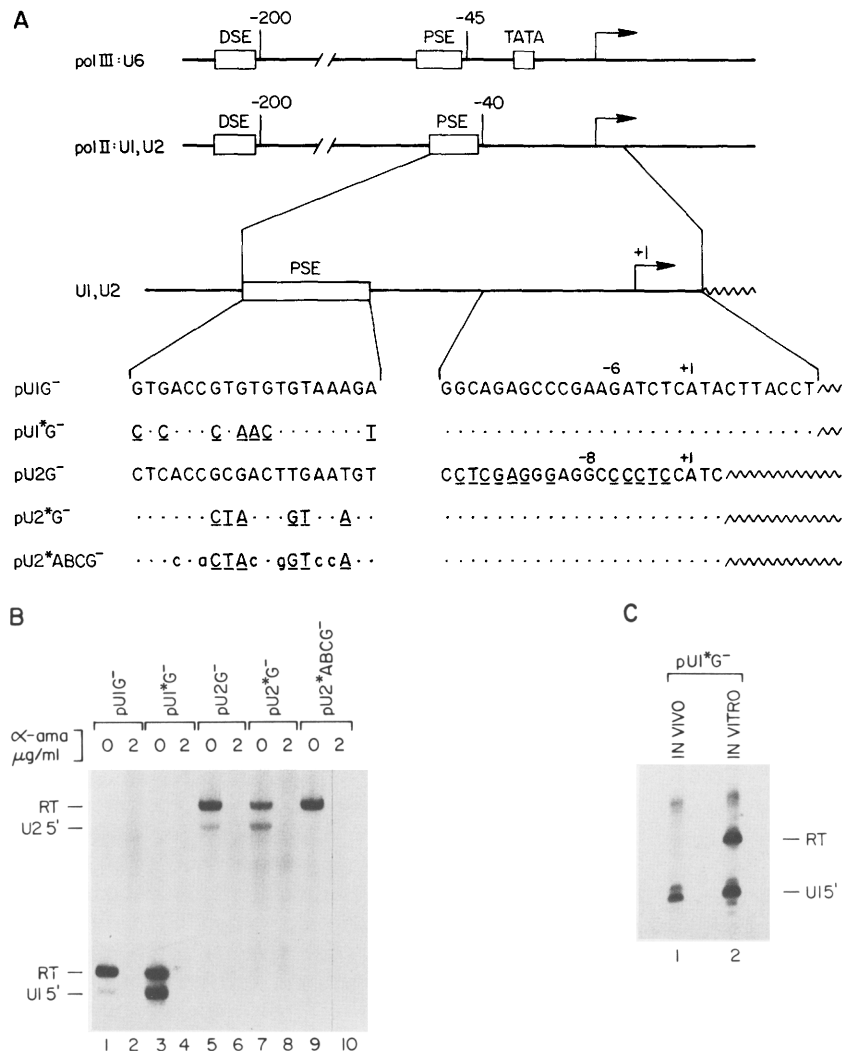 A
-200
-45
DSE
PSE
TATA
pol III : U6
-200
-40
DSE
PSE
pol II : U1, U2
+1
PSE
U1, U2
-6 +1
pU1G⁻ GTGACCGTGTGTGTAAAGA GGCAGAGCCCGAAGATCTCATACTTACCT
pU1*G⁻ C·C···C·AAC·······T ·····························
-8 +1
pU2G⁻ CTCACCGCGACTTGAATGT CCTCGAGGGAGGCCCCTCCATC
pU2*G⁻ ······CTA···GT··A·· ······················
pU2*ABCG⁻ ···c·aCTAc·gGTccA·· ······················
B
pU1G⁻ pU1*G⁻ pU2G⁻ pU2*G⁻ pU2*ABCG⁻
α-ama
μg/ml
0 2 0 2 0 2 0 2 0 2
RT
U2 5'
RT
U1 5'
1 2 3 4 5 6 7 8 9 10
C
pU1*G⁻
IN VIVO
IN VITRO
RT
U1 5'
1 2